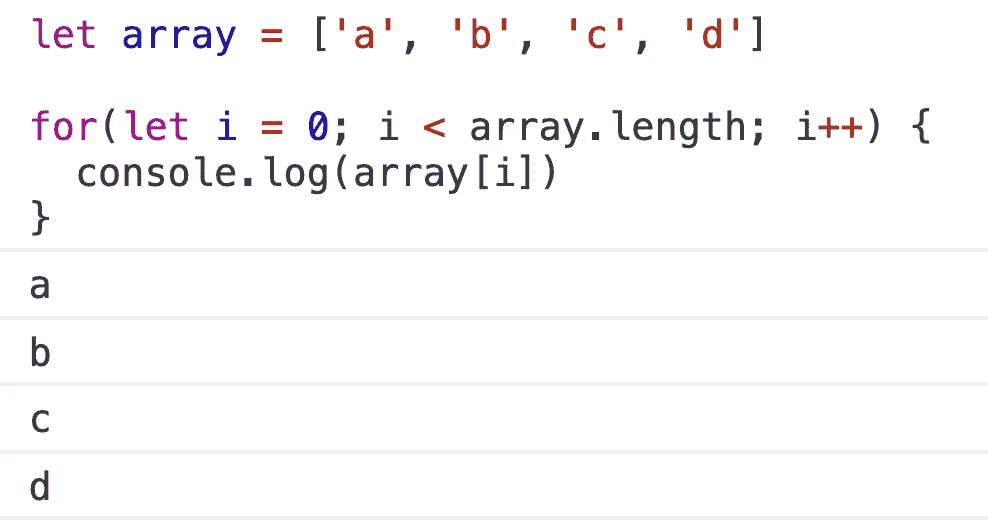 let array = ['a', 'b', 'c', 'd']
for(let i = 0; i < array.length; i++) {
console.log(array[i])
}
a
b
c
d